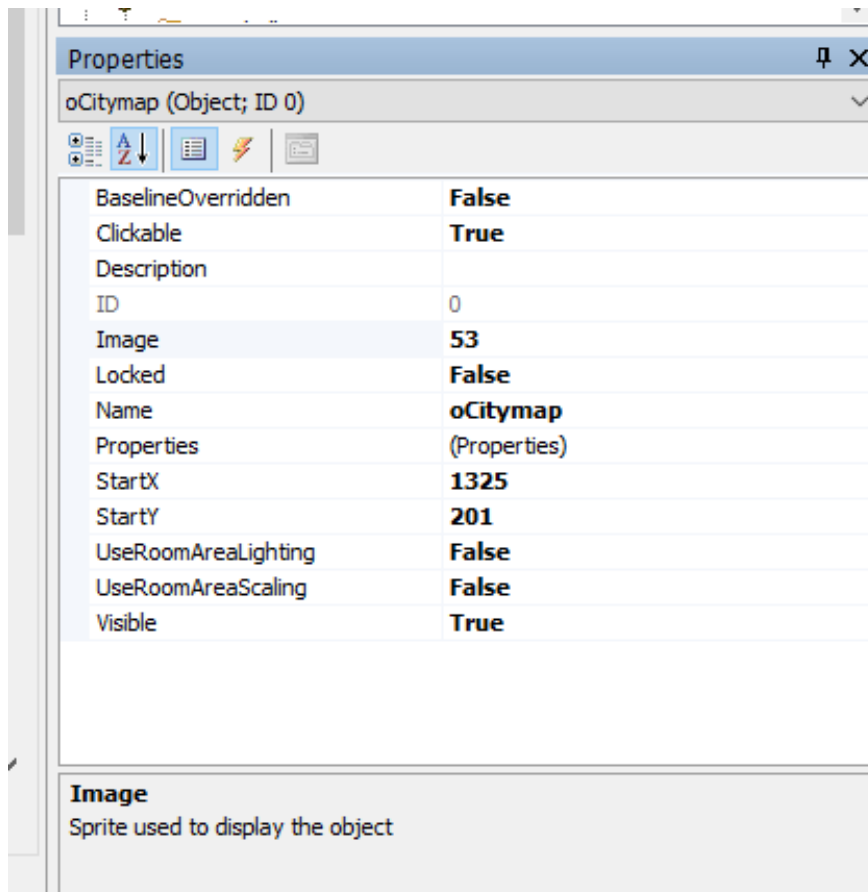 Properties
oCitymap (Object; ID 0)
A
Z
BaselineOverridden False
Clickable True
Description
ID 0
Image 53
Locked False
Name oCitymap
Properties (Properties)
StartX 1325
StartY 201
UseRoomAreaLighting False
UseRoomAreaScaling False
Visible True
Image
Sprite used to display the object